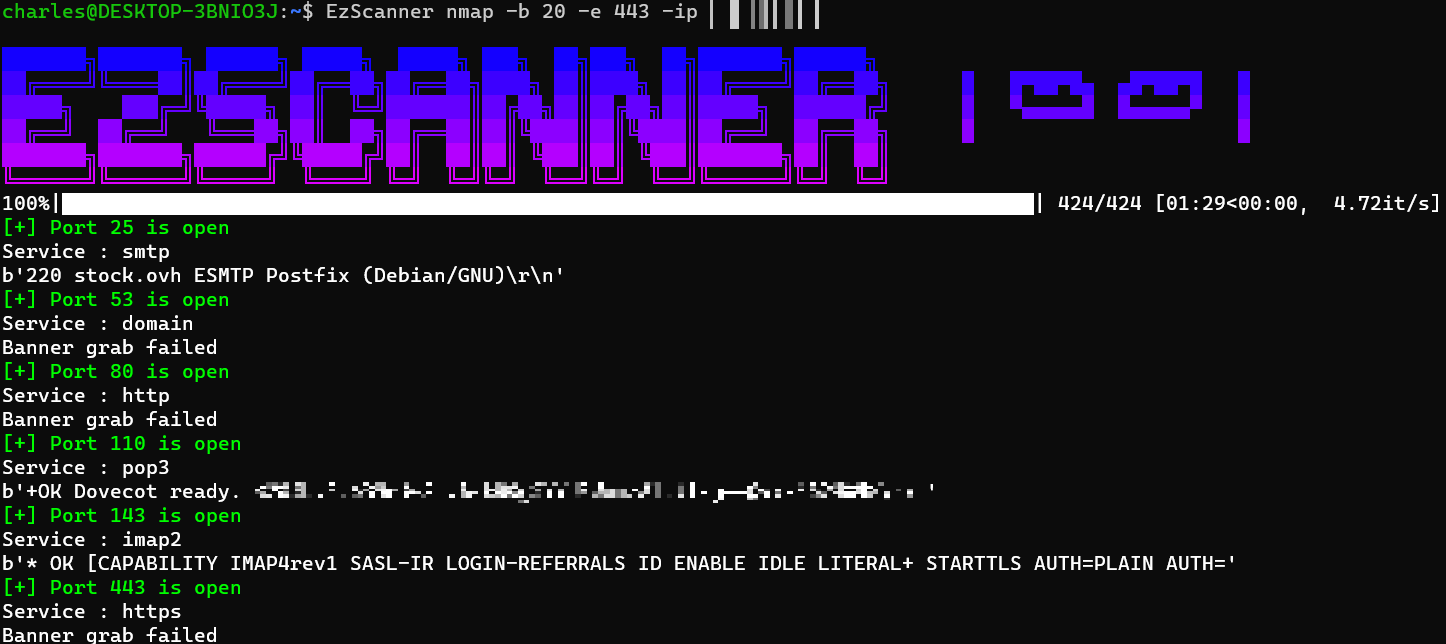 charles@DESKTOP-3BNIO3J:~$ EzScanner nmap -b 20 -e 443 -ip
EZSCANNER
100%| | 424/424 [01:29<00:00, 4.72it/s]
[+] Port 25 is open
Service : smtp
b'220 stock.ovh ESMTP Postfix (Debian/GNU)\r\n'
[+] Port 53 is open
Service : domain
Banner grab failed
[+] Port 80 is open
Service : http
Banner grab failed
[+] Port 110 is open
Service : pop3
b'+OK Dovecot ready. '
[+] Port 143 is open
Service : imap2
b'* OK [CAPABILITY IMAP4rev1 SASL-IR LOGIN-REFERRALS ID ENABLE IDLE LITERAL+ STARTTLS AUTH=PLAIN AUTH='
[+] Port 443 is open
Service : https
Banner grab failed